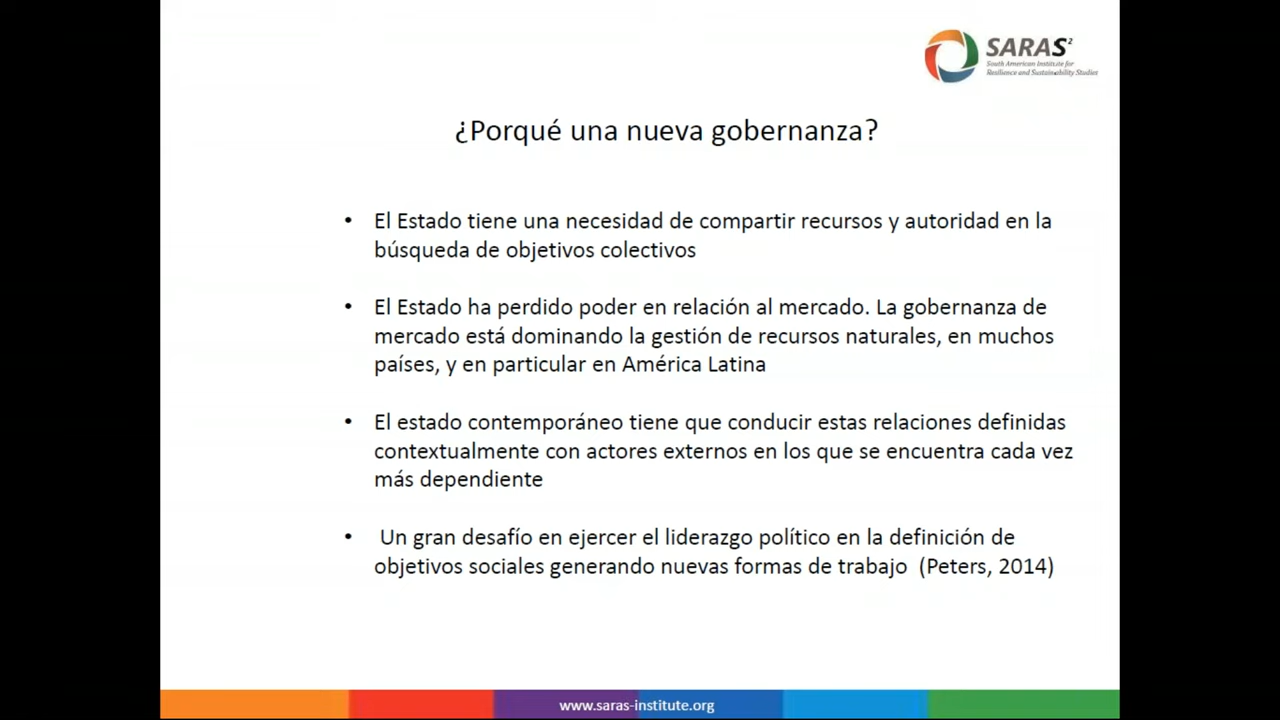 SARAS²
South American Institute for
Resilience and Sustainability Studies
¿Porqué una nueva gobernanza?
• El Estado tiene una necesidad de compartir recursos y autoridad en la
búsqueda de objetivos colectivos
• El Estado ha perdido poder en relación al mercado. La gobernanza de
mercado está dominando la gestión de recursos naturales, en muchos
países, y en particular en América Latina
• El estado contemporáneo tiene que conducir estas relaciones definidas
contextualmente con actores externos en los que se encuentra cada vez
más dependiente
• Un gran desafío en ejercer el liderazgo político en la definición de
objetivos sociales generando nuevas formas de trabajo (Peters, 2014)
www.saras-institute.org